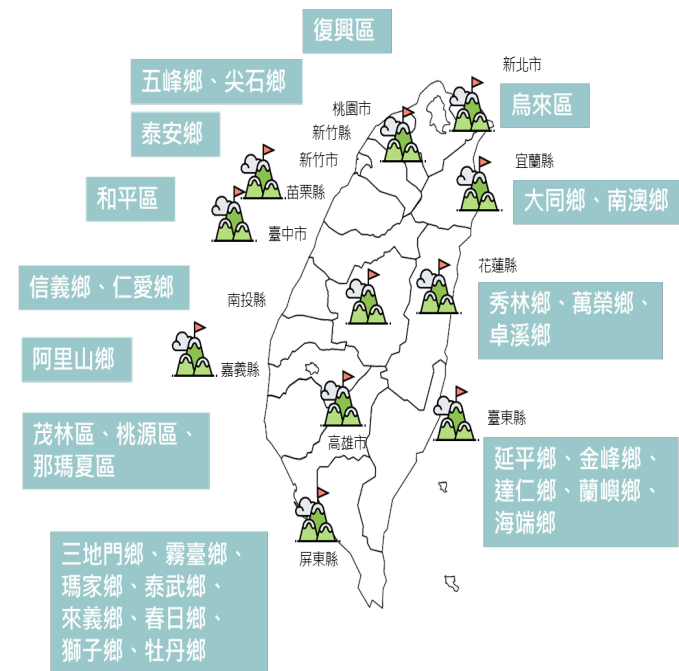 復興區
新北市
五峰鄉、尖石鄉
烏來區
桃園市
泰安鄉
新竹縣
新竹市
宜蘭縣
苗栗縣
和平區
大同鄉、南澳鄉
臺中市
花蓮縣
信義鄉、仁愛鄉
南投縣
秀林鄉、萬榮鄉、
卓溪鄉
阿里山鄉
嘉義縣
臺東縣
茂林區、桃源區、
那瑪夏區
高雄市
延平鄉、金峰鄉、
達仁鄉、蘭嶼鄉、
海端鄉
屏東縣
三地門鄉、霧臺鄉、
瑪家鄉、泰武鄉、
來義鄉、春日鄉、
獅子鄉、牡丹鄉